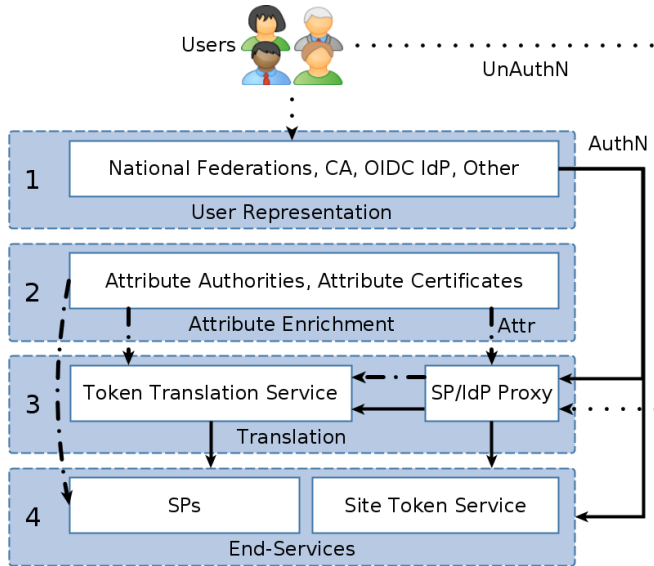 Users
UnAuthN
AuthN
1
National Federations, CA, OIDC IdP, Other
User Representation
2
Attribute Authorities, Attribute Certificates
Attribute Enrichment
Attr
3
Token Translation Service
SP/IdP Proxy
Translation
4
SPs
Site Token Service
End-Services